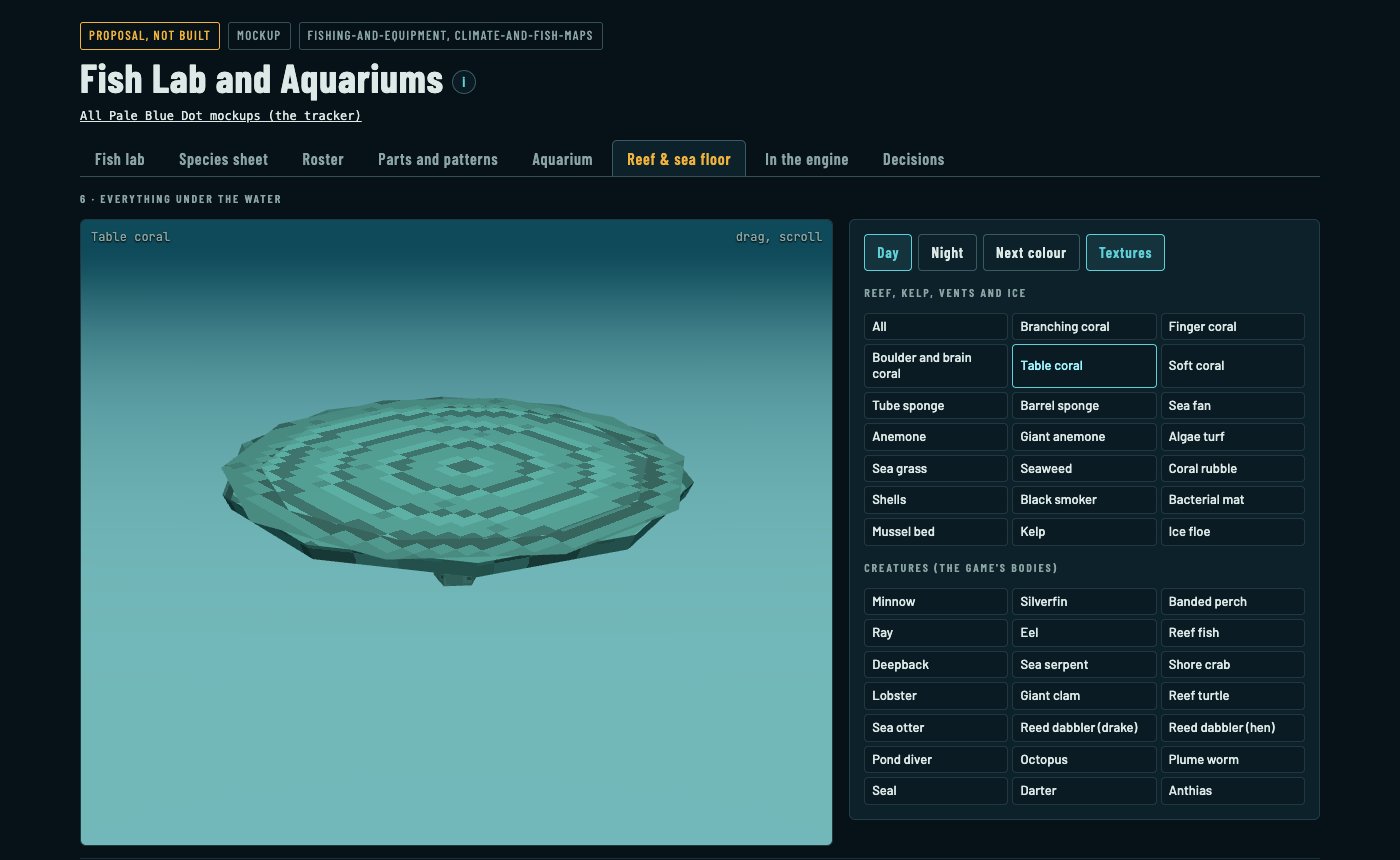 PROPOSAL, NOT BUILT
MOCKUP
FISHING-AND-EQUIPMENT, CLIMATE-AND-FISH-MAPS
Fish Lab and Aquariums i
All Pale Blue Dot mockups (the tracker)
Fish lab
Species sheet
Roster
Parts and patterns
Aquarium
Reef & sea floor
In the engine
Decisions
6 · EVERYTHING UNDER THE WATER
Table coral
drag, scroll
Day
Night
Next colour
Textures
REEF, KELP, VENTS AND ICE
All
Branching coral
Finger coral
Boulder and brain
coral
Table coral
Soft coral
Tube sponge
Barrel sponge
Sea fan
Anemone
Giant anemone
Algae turf
Sea grass
Seaweed
Coral rubble
Shells
Black smoker
Bacterial mat
Mussel bed
Kelp
Ice floe
CREATURES (THE GAME'S BODIES)
Minnow
Silverfin
Banded perch
Ray
Eel
Reef fish
Deepback
Sea serpent
Shore crab
Lobster
Giant clam
Reef turtle
Sea otter
Reed dabbler (drake)
Reed dabbler (hen)
Pond diver
Octopus
Plume worm
Seal
Darter
Anthias